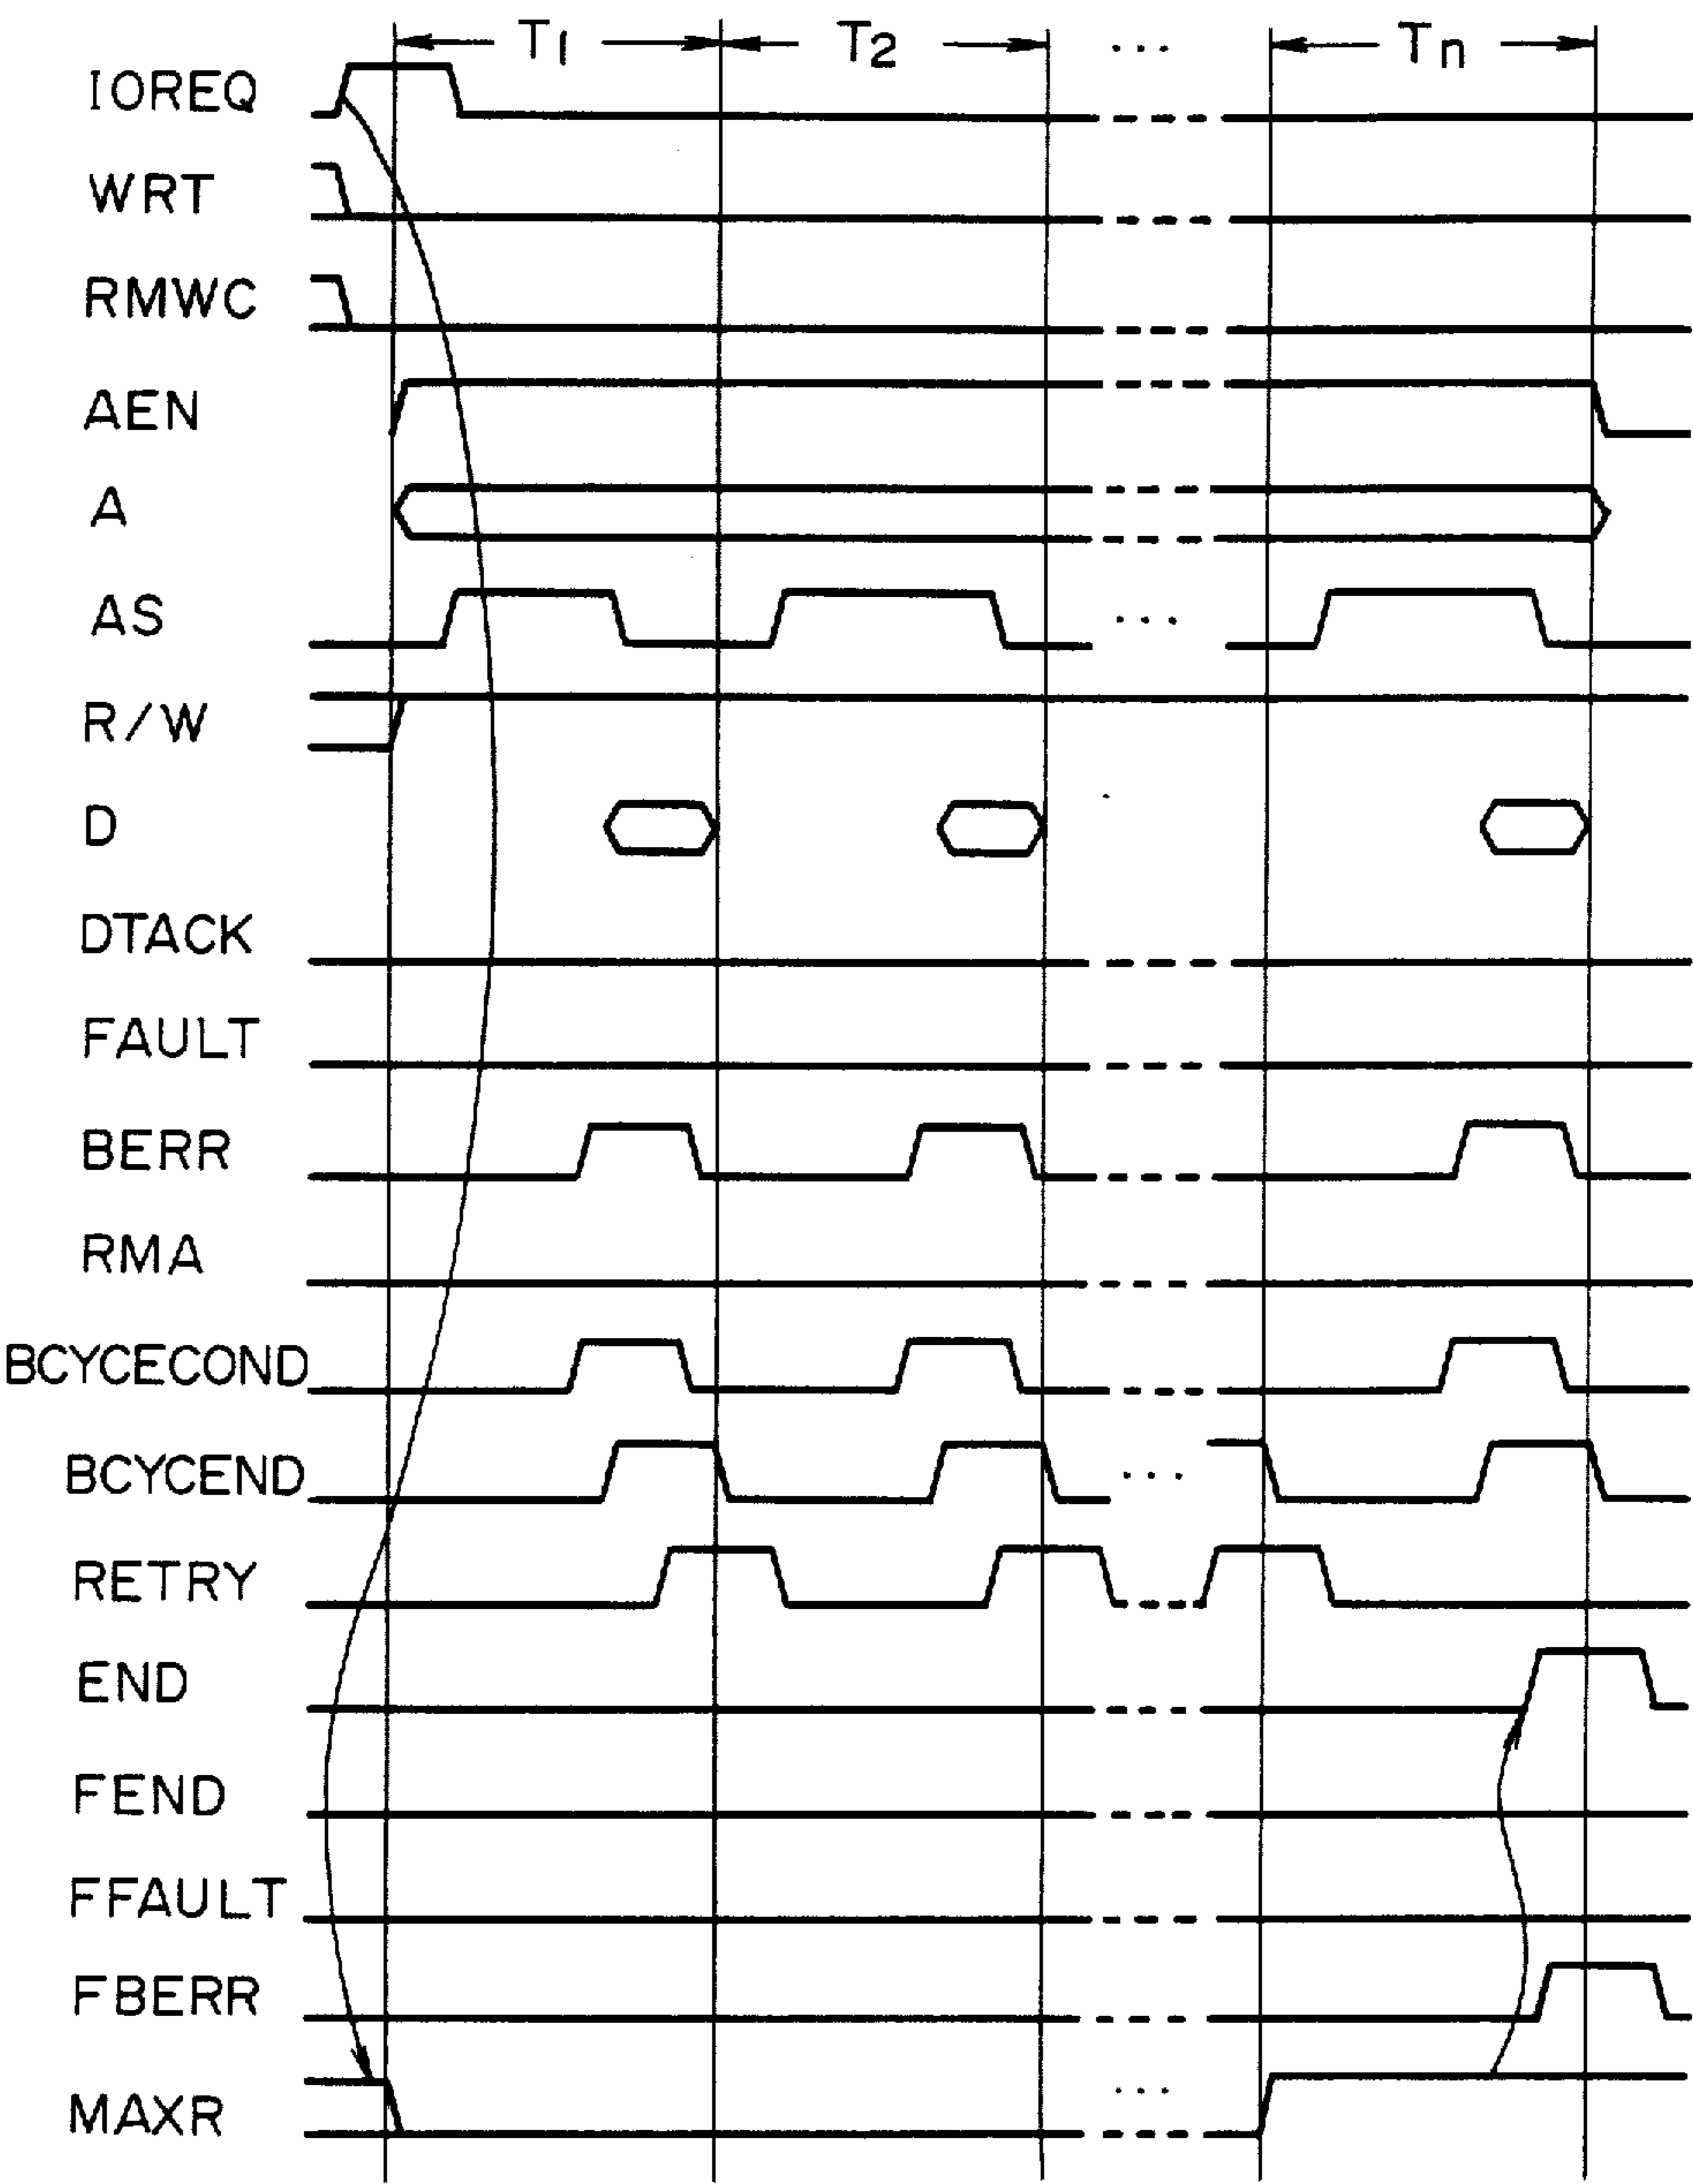 T1 T2 ... Tn
IOREQ
WRT
RMWC
AEN
A
AS ...
R/W
D
DTACK
FAULT
BERR
RMA
BCYCECOND
BCYCEND ...
RETRY
END
FEND
FFAULT
FBERR
MAXR ...